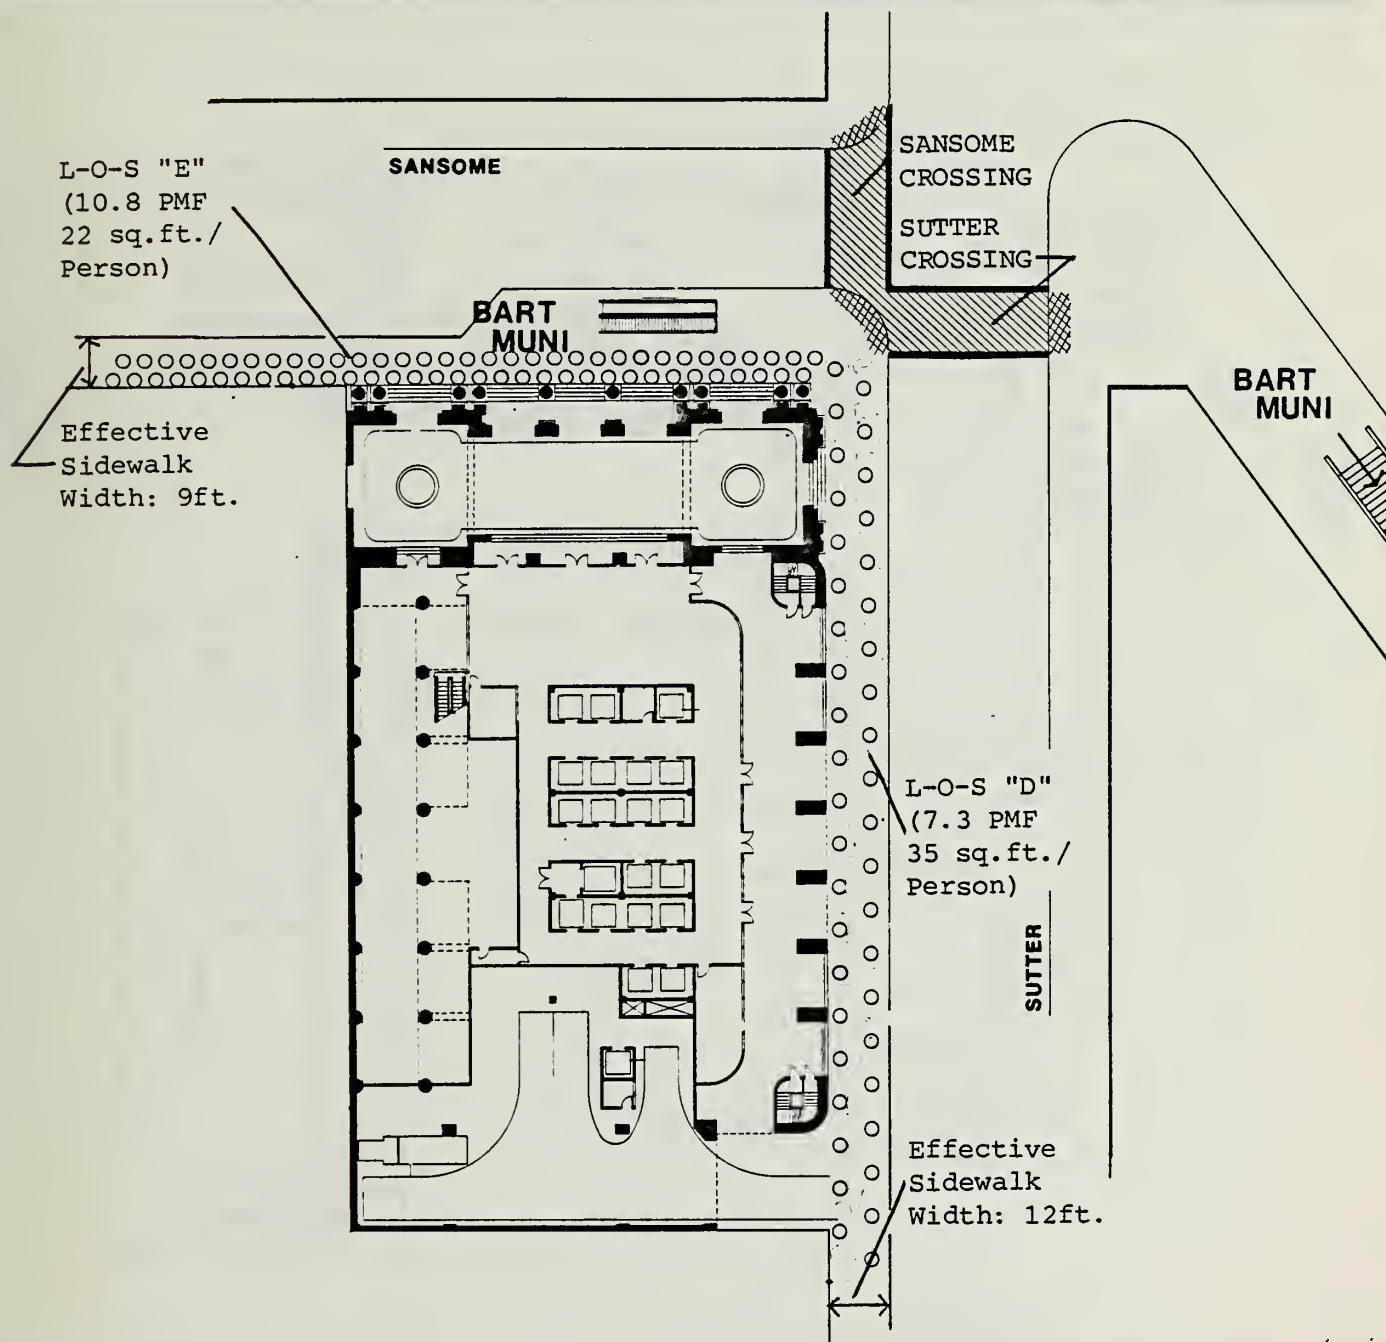 L-O-S "E"
(10.8 PMF
22 sq.ft./
Person)
SANSOME
SANSOME
CROSSING
SUTTER
CROSSING
BART
MUNI
BART
MUNI
Effective
Sidewalk
Width: 9ft.
L-O-S "D"
(7.3 PMF
35 sq.ft./
Person)
SUTTER
Effective
Sidewalk
Width: 12ft.